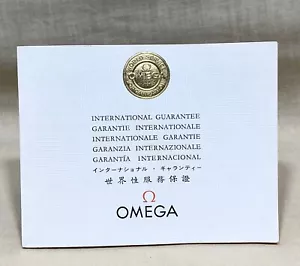 INTERNATIONAL GUARANTEE
GARANTIE INTERNATIONALE
INTERNATIONALE GARANTIE
GARANZIA INTERNAZIONALE
GARANTÍA INTERNACIONAL
インターナショナル・ギャランティー
世界性服務保證
Ω
OMEGA